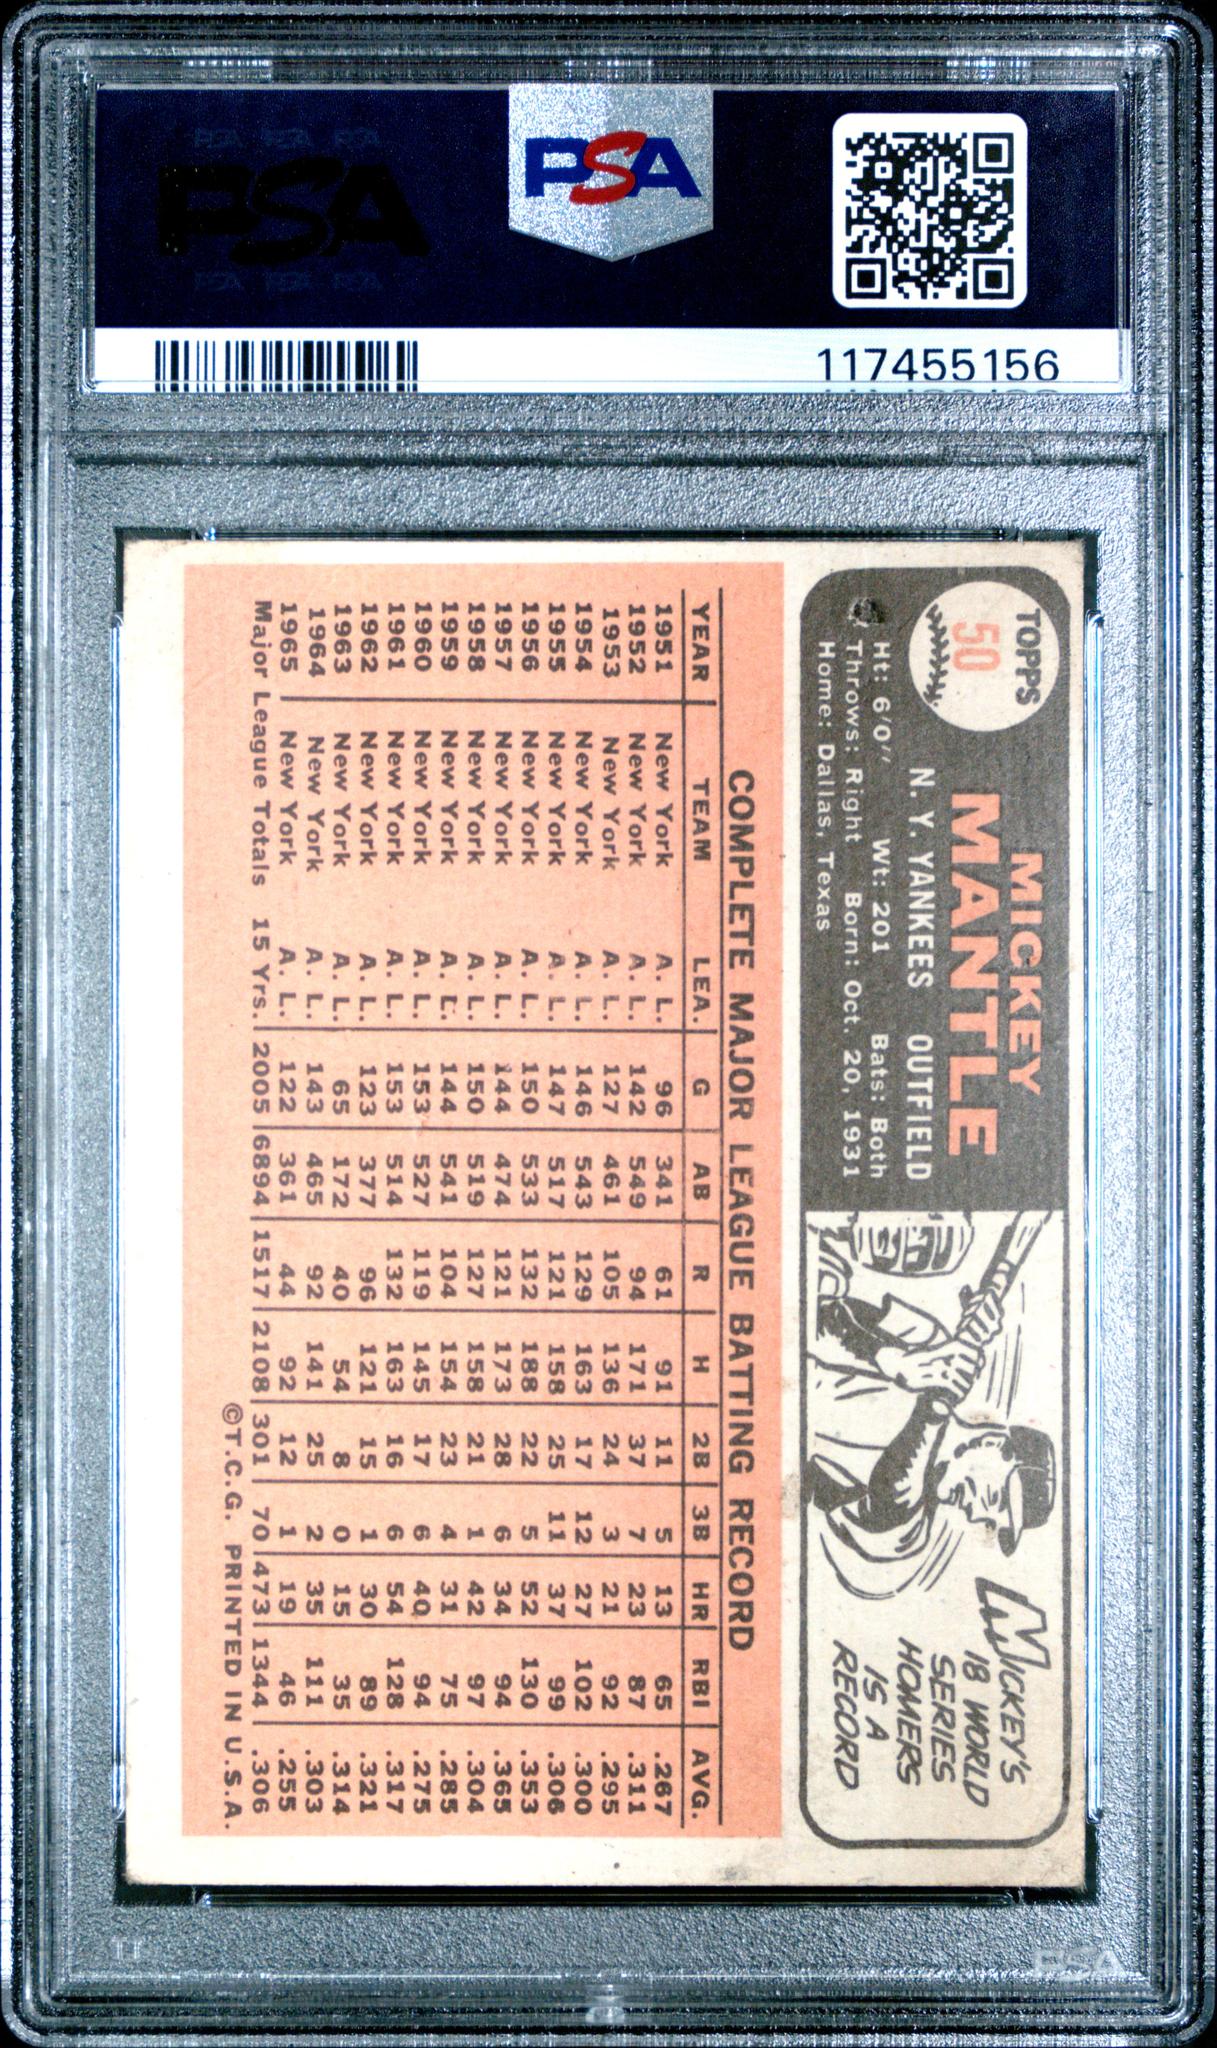 PSA PSA PSA
PSA
PSA PSA PSA
PSA
117455156
TOPPS
50
MICKEY
MANTLE
N. Y. YANKEES OUTFIELD
Ht: 6'0" Wt: 201 Bats: Both
Throws: Right Born: Oct. 20, 1931
Home: Dallas, Texas
MICKEY'S
18 WORLD
SERIES
HOMERS
IS A
RECORD
COMPLETE MAJOR LEAGUE BATTING RECORD
YEAR TEAM LEA. G AB R H 2B 3B HR RBI AVG.
1951 New York A. L. 96 341 61 91 11 5 13 65 .267
1952 New York A. L. 142 549 94 171 37 7 23 87 .311
1953 New York A. L. 127 461 105 136 24 3 21 92 .295
1954 New York A. L. 146 543 129 163 17 12 27 102 .300
1955 New York A. L. 147 517 121 158 25 11 37 99 .306
1956 New York A. L. 150 533 132 188 22 5 52 130 .353
1957 New York A. L. 144 474 121 173 28 6 34 94 .365
1958 New York A. L. 150 519 127 158 21 1 42 97 .304
1959 New York A. L. 144 541 104 154 23 4 31 75 .285
1960 New York A. L. 153 527 119 145 17 6 40 94 .275
1961 New York A. L. 153 514 132 163 16 6 54 128 .317
1962 New York A. L. 123 377 96 121 15 1 30 89 .321
1963 New York A. L. 65 172 40 54 8 0 15 35 .314
1964 New York A. L. 143 465 92 141 25 2 35 111 .303
1965 New York A. L. 122 361 44 92 12 1 19 46 .255
Major League Totals 15 Yrs. 2005 6894 1517 2108 301 70 473 1344 .306
©T.C.G. PRINTED IN U.S.A.
PSA